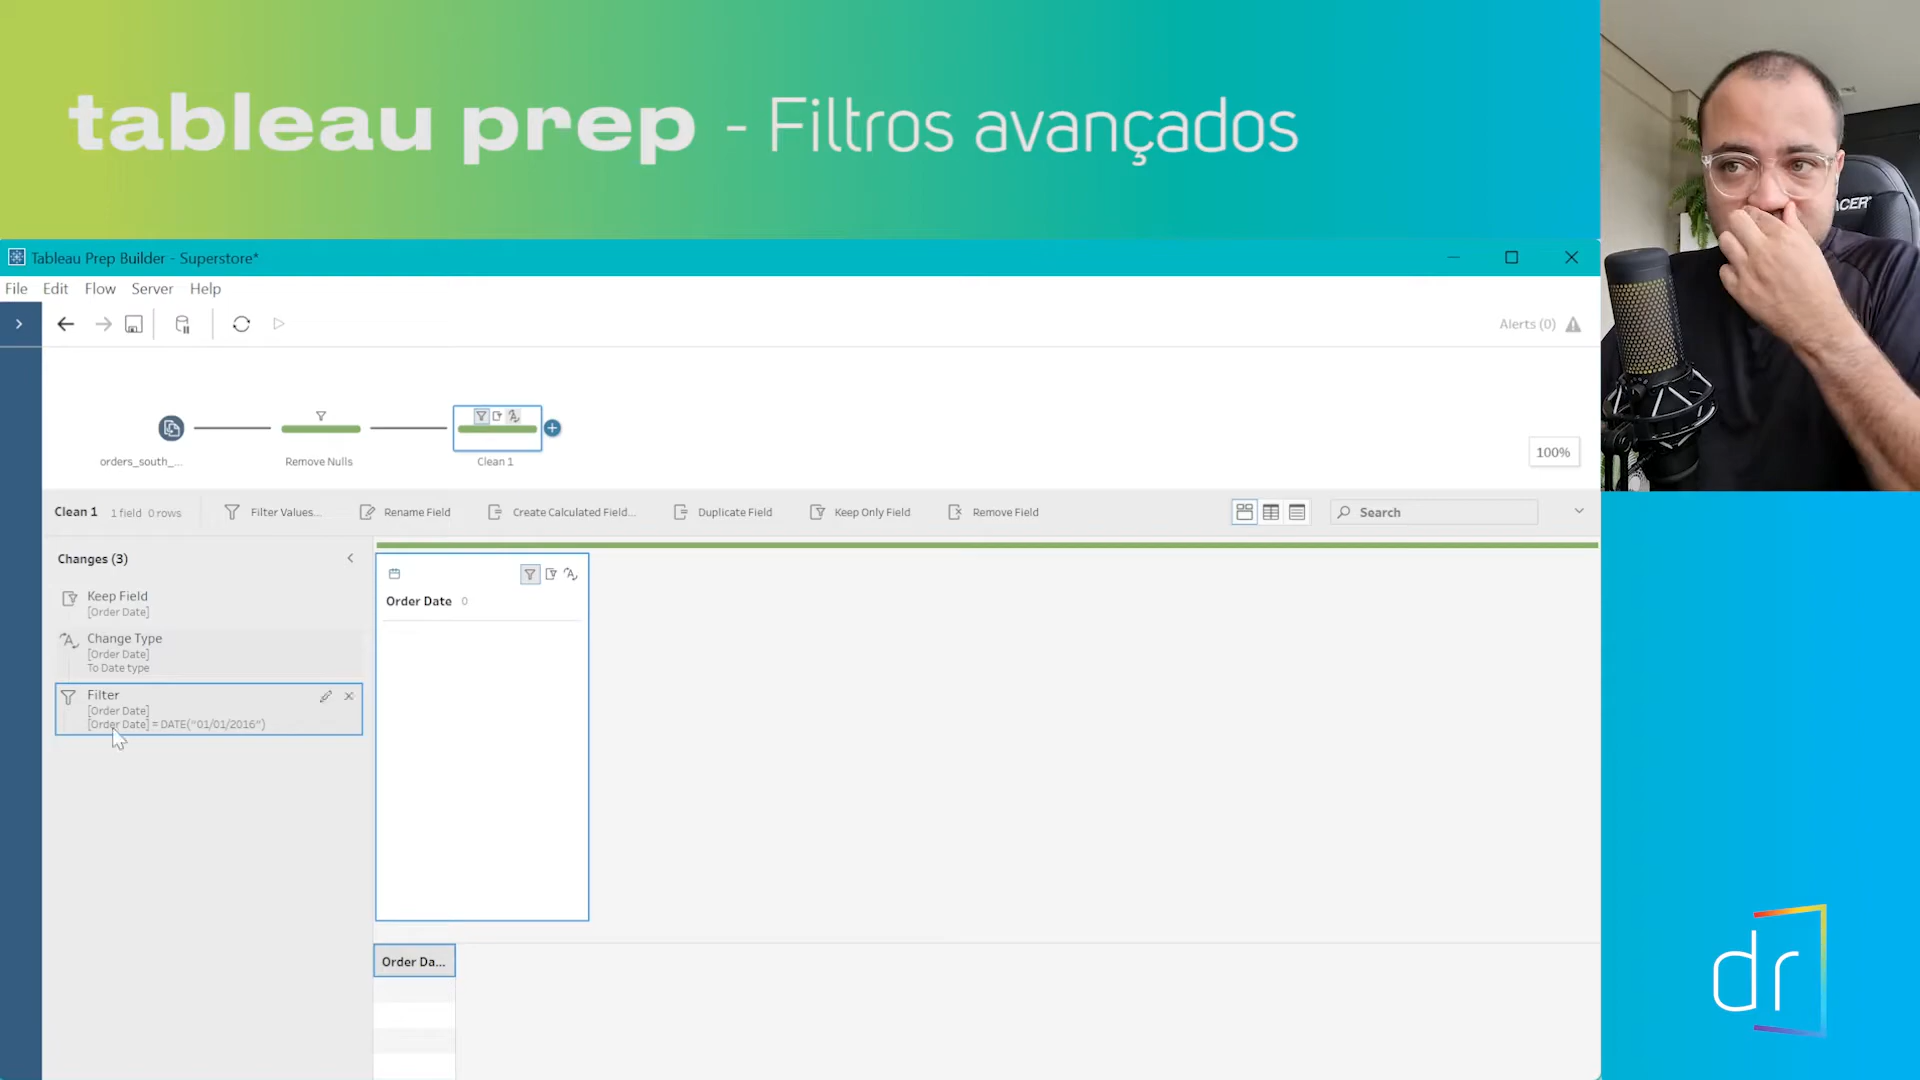 tableau prep - Filtros avançados
Tableau Prep Builder - Superstore*
File Edit Flow Server Help
Alerts (0)
orders_south_...
Remove Nulls
Clean 1
100%
Clean 1 1 field 0 rows Filter Values... Rename Field Create Calculated Field... Duplicate Field Keep Only Field Remove Field Search
Changes (3)
Keep Field
[Order Date]
Change Type
[Order Date]
To Date type
Filter
[Order Date]
[Order Date] = DATE("01/01/2016")
Order Date 0
Order Da...
ACER
dr